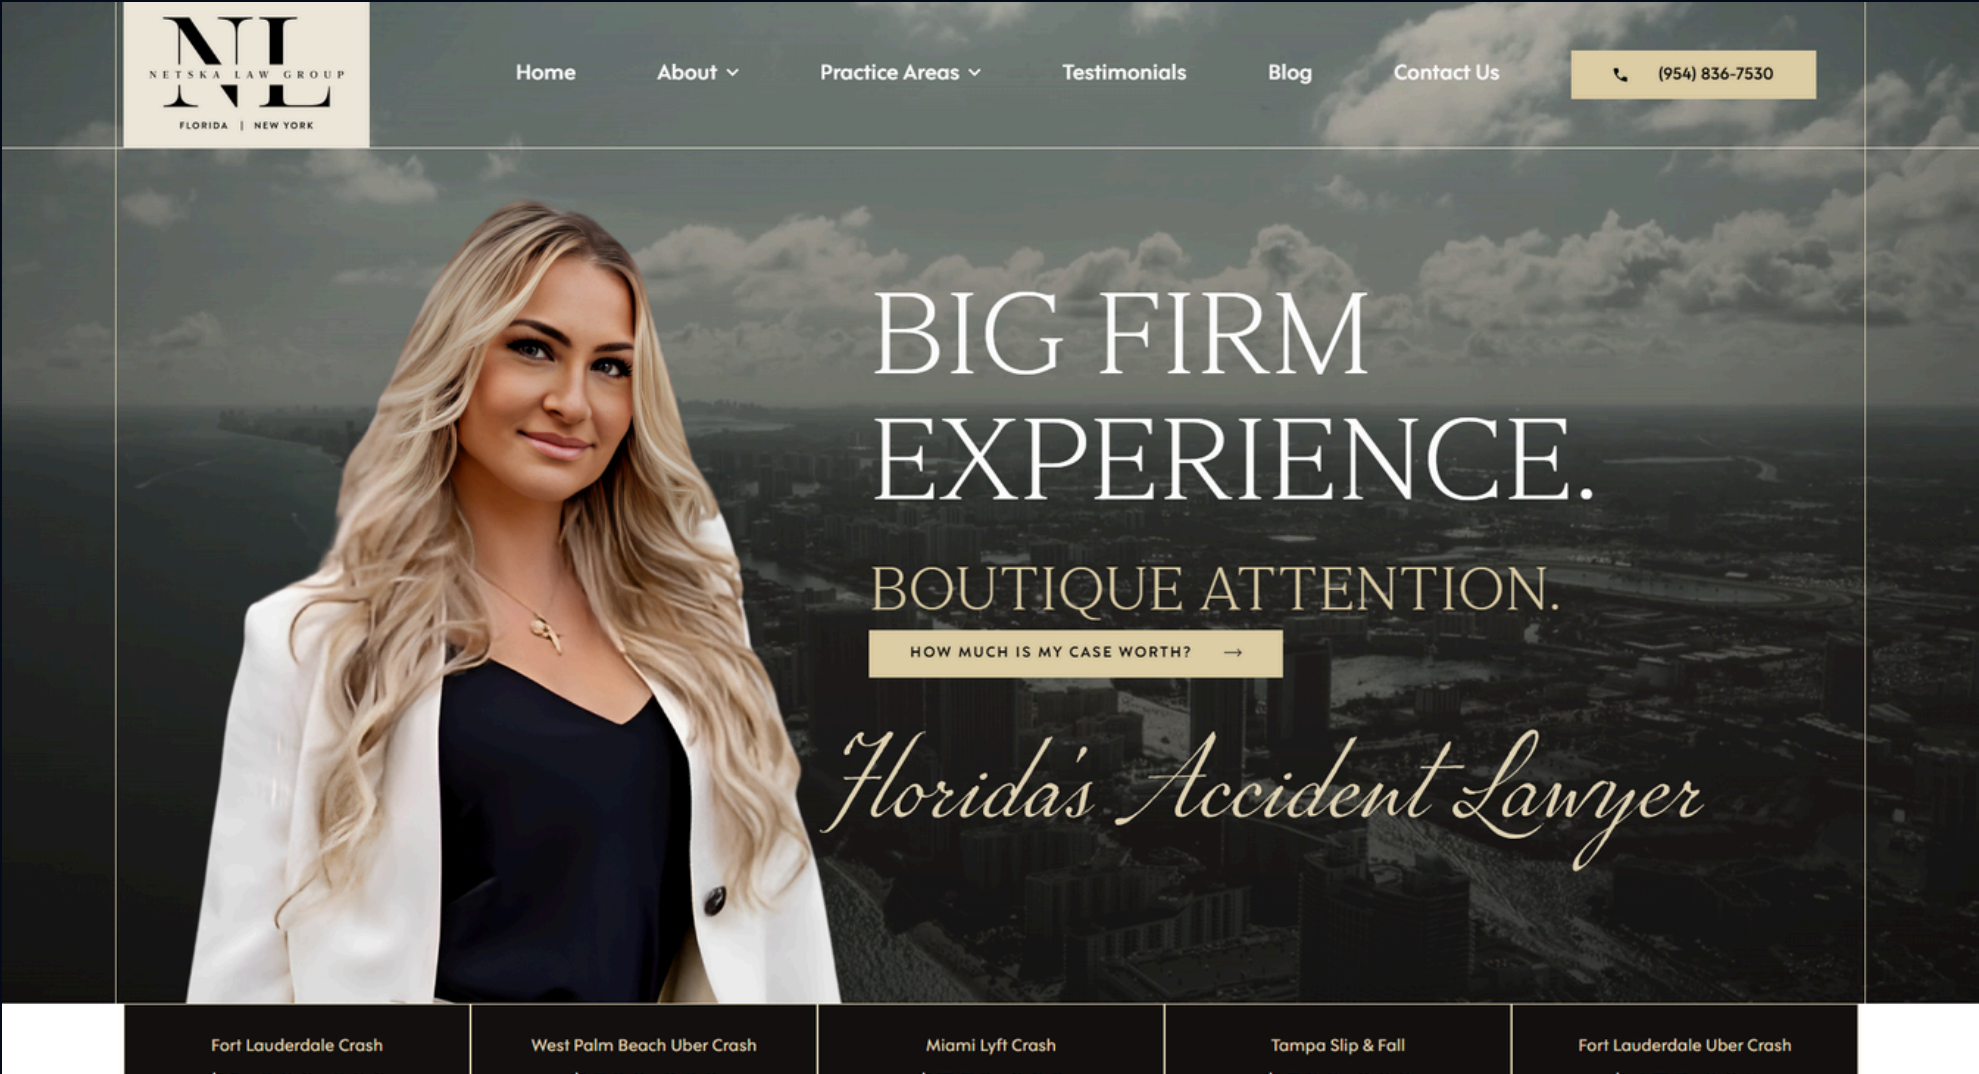 NL
NETSKA LAW GROUP
FLORIDA | NEW YORK
Home
About
Practice Areas
Testimonials
Blog
Contact Us
(954) 836-7530
BIG FIRM
EXPERIENCE.
BOUTIQUE ATTENTION.
HOW MUCH IS MY CASE WORTH? →
Florida's Accident Lawyer
Fort Lauderdale Crash
West Palm Beach Uber Crash
Miami Lyft Crash
Tampa Slip & Fall
Fort Lauderdale Uber Crash